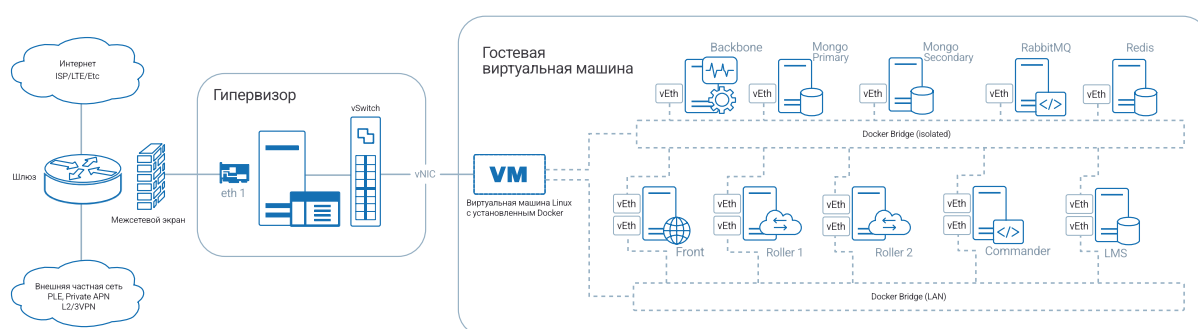 Интернет
ISP/LTE/Etc
Шлюз
Межсетевой экран
Внешняя частная сеть
PLE, Private APN
L2/3VPN
Гипервизор
eth 1
vSwitch
vNIC
Гостевая
виртуальная машина
VM
Виртуальная машина Linux
с установленным Docker
Backbone
Mongo
Primary
Mongo
Secondary
RabbitMQ
Redis
vEth
vEth
vEth
vEth
vEth
</>
Docker Bridge (isolated)
vEth
vEth
vEth
vEth
vEth
vEth
vEth
vEth
vEth
vEth
</>
Front
Roller 1
Roller 2
Commander
LMS
Docker Bridge (LAN)